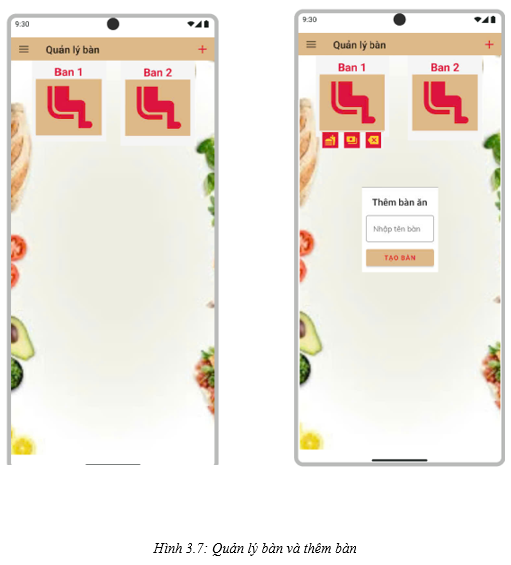 9:30
Quản lý bàn
Ban 1
Ban 2
9:30
Quản lý bàn
Ban 1
Ban 2
Thêm bàn ăn
Nhập tên bàn
TẠO BÀN
Hình 3.7: Quản lý bàn và thêm bàn